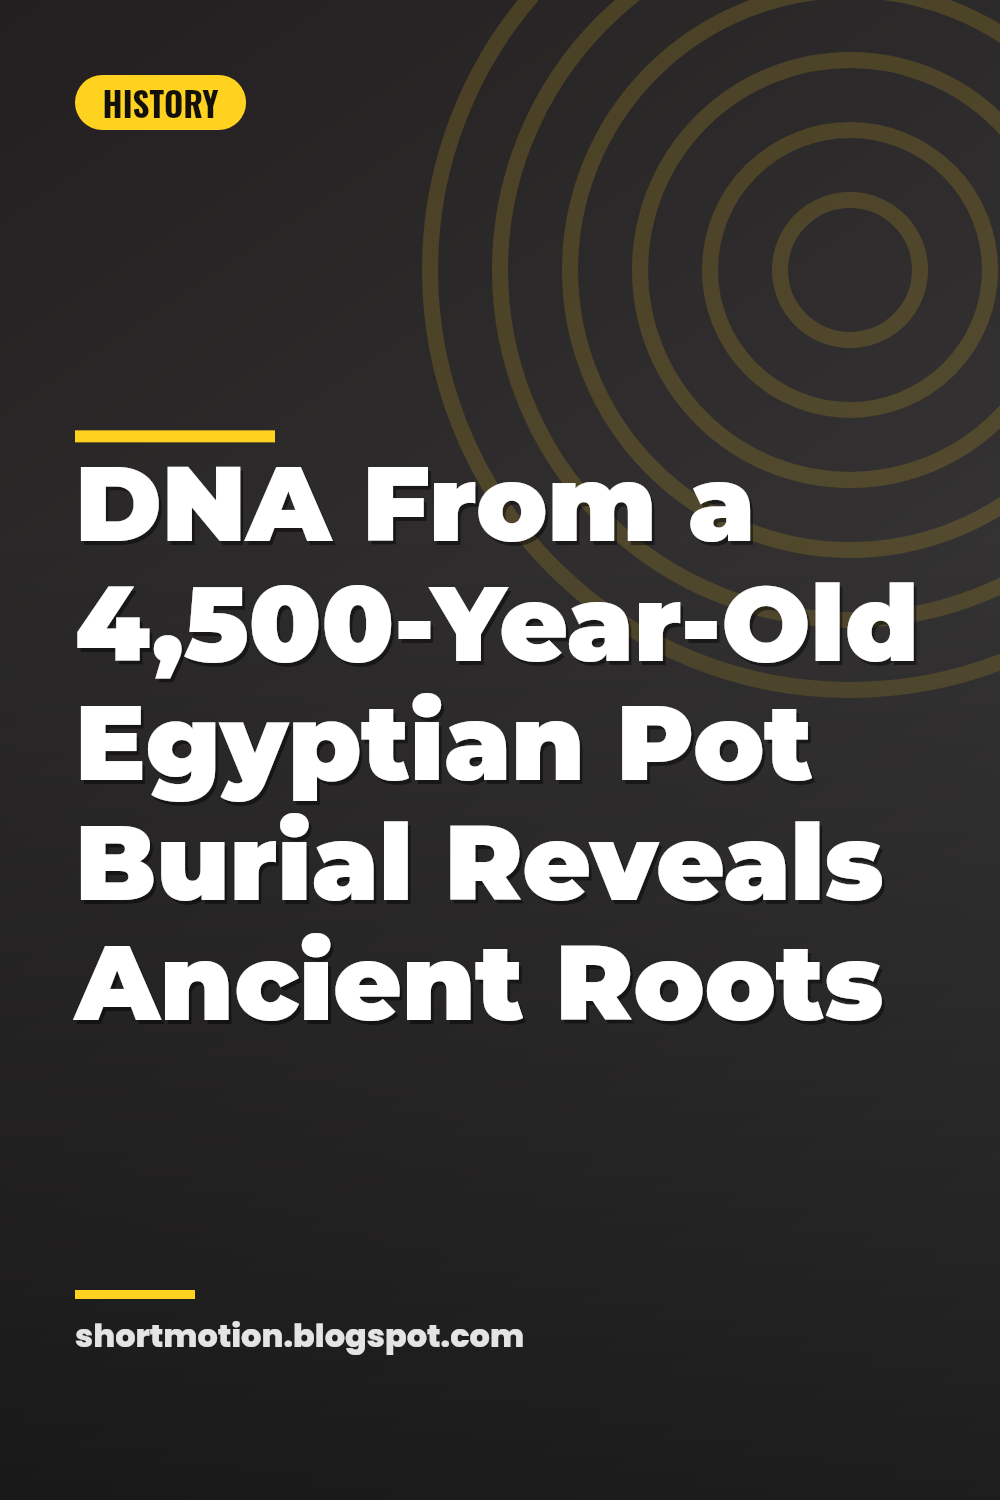 HISTORY
DNA From a
4,500-Year-Old
Egyptian Pot
Burial Reveals
Ancient Roots
shortmotion.blogspot.com